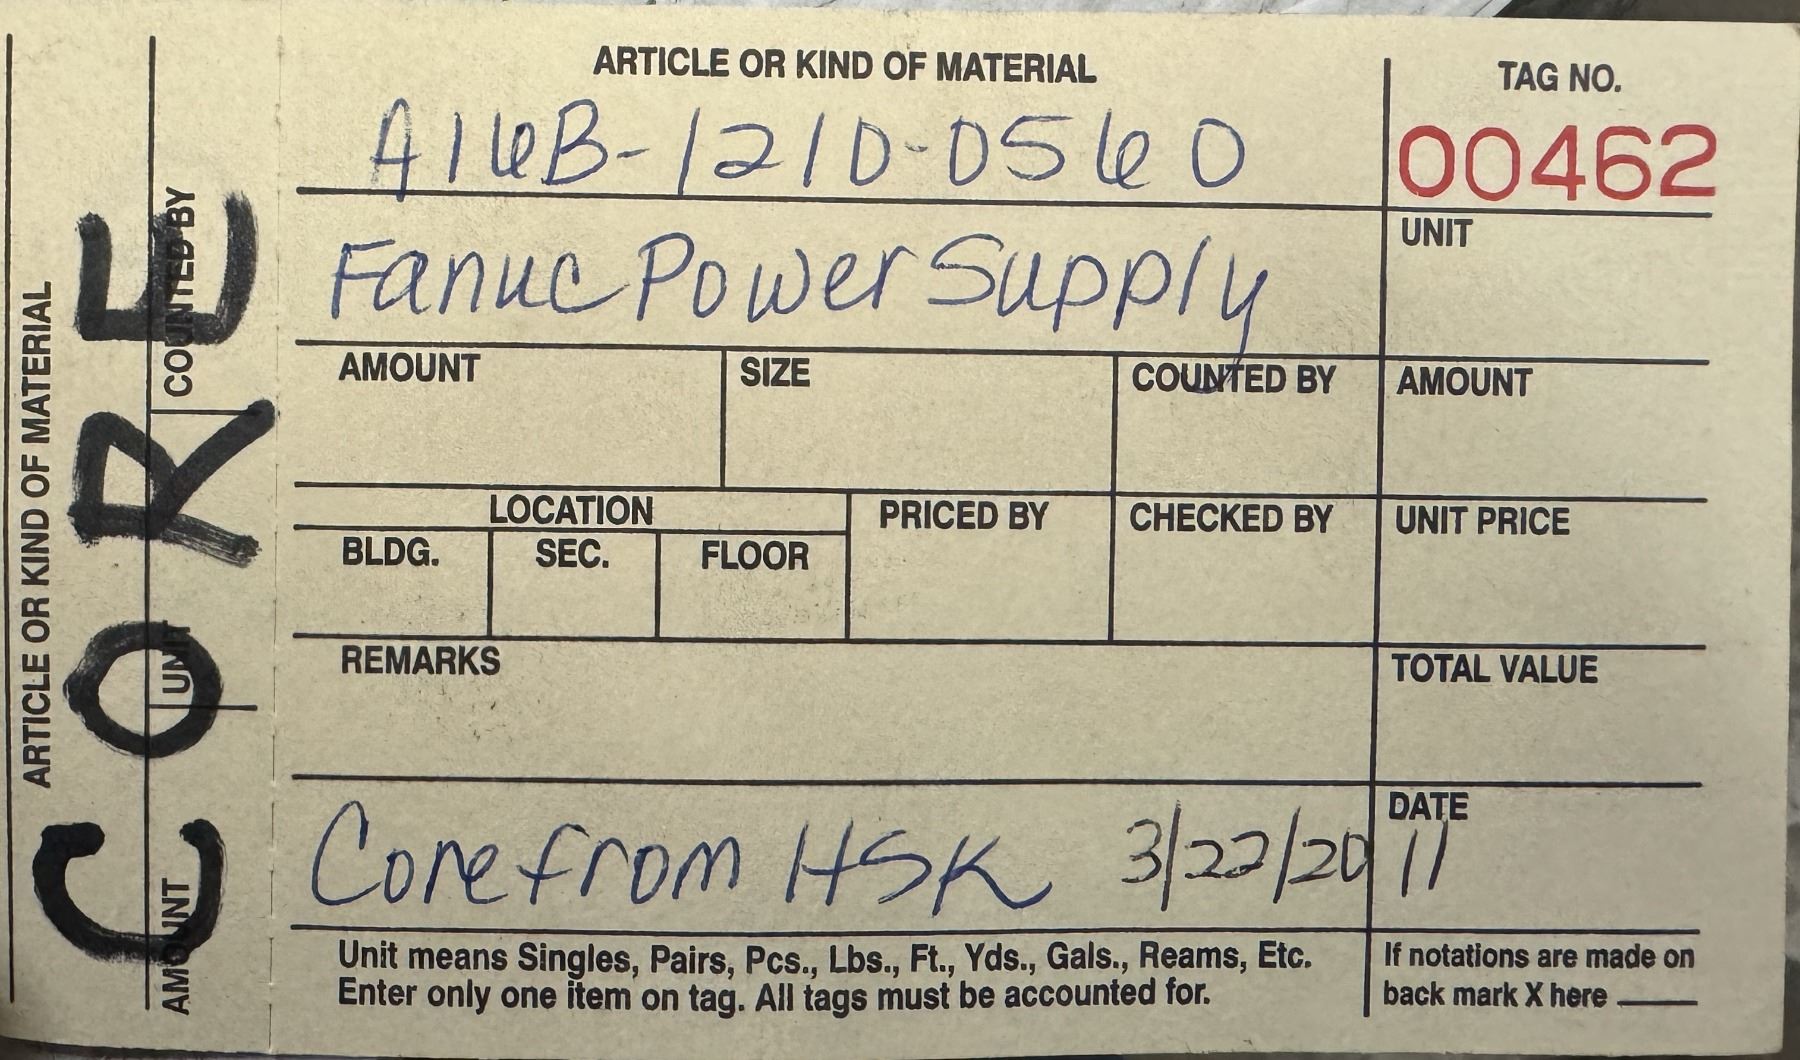 ARTICLE OR KIND OF MATERIAL
COUNTED BY
UNIT
AMOUNT
CORE
ARTICLE OR KIND OF MATERIAL
A16B-1210-0560
TAG NO.
00462
Fanuc Power Supply
UNIT
AMOUNT
SIZE
COUNTED BY
AMOUNT
LOCATION
BLDG.
SEC.
FLOOR
PRICED BY
CHECKED BY
UNIT PRICE
REMARKS
TOTAL VALUE
DATE
Core from HSK 3/22/2011
Unit means Singles, Pairs, Pcs., Lbs., Ft., Yds., Gals., Reams, Etc.
Enter only one item on tag. All tags must be accounted for.
If notations are made on
back mark X here